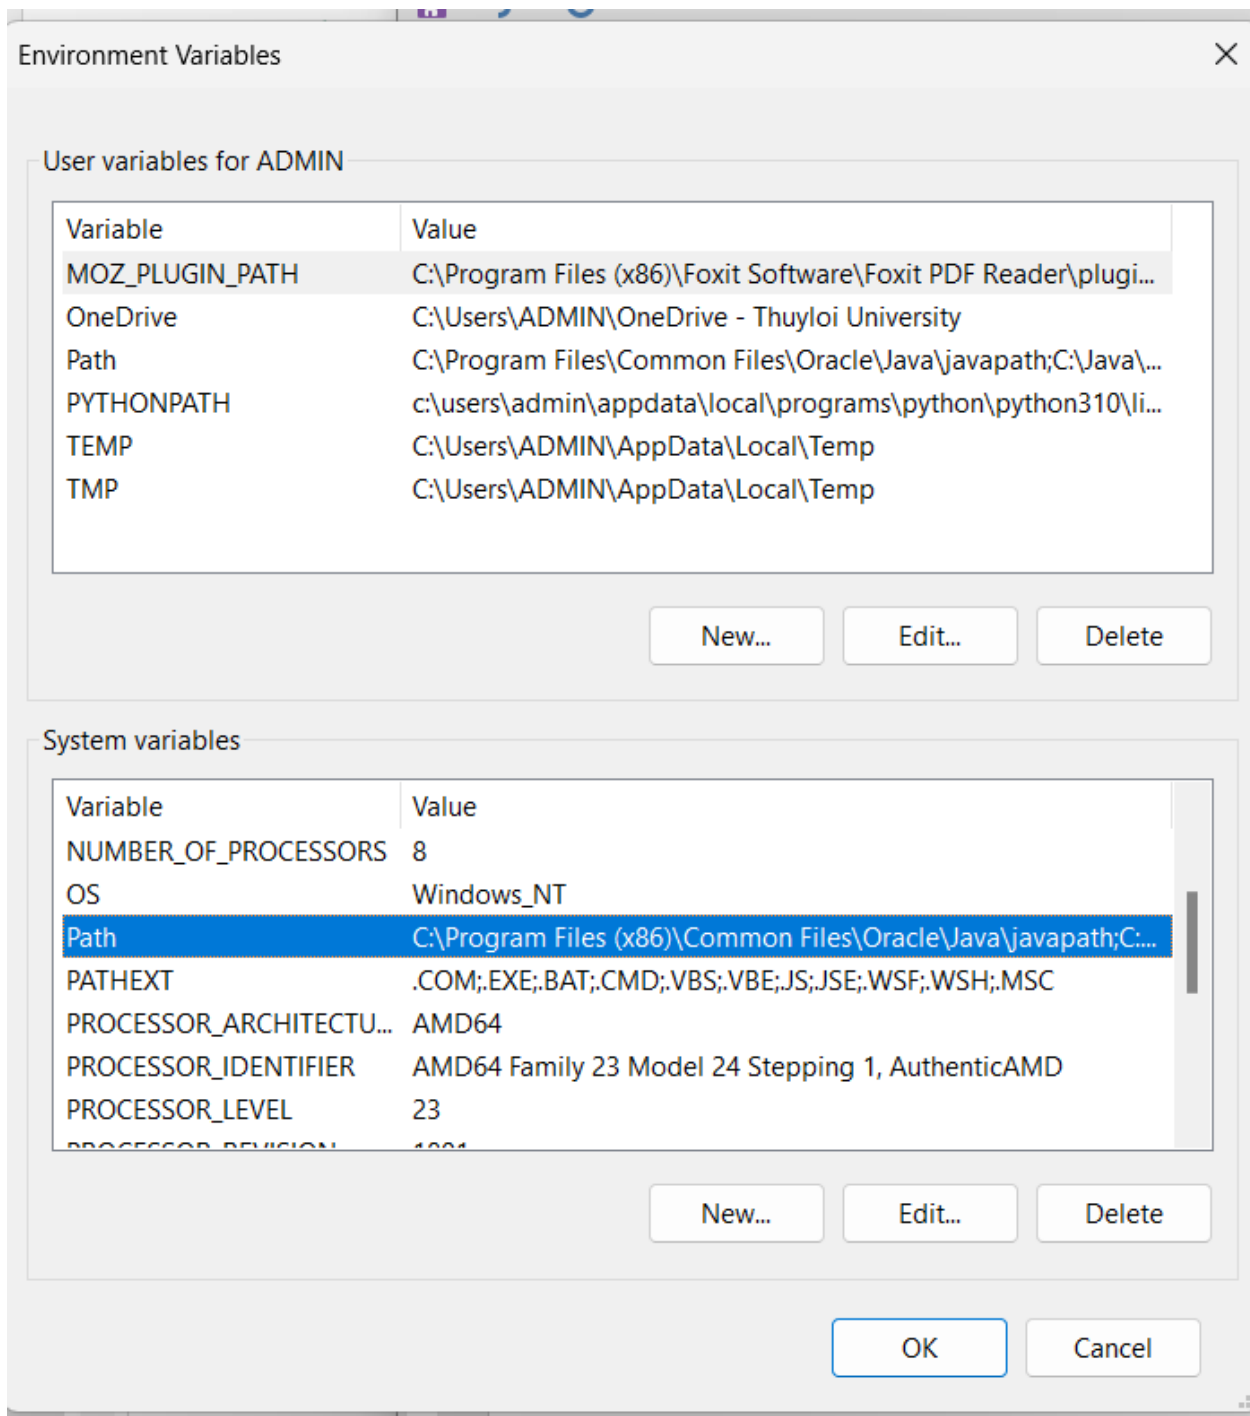 Environment Variables
User variables for ADMIN
Variable Value
MOZ_PLUGIN_PATH C:\Program Files (x86)\Foxit Software\Foxit PDF Reader\plugi...
OneDrive C:\Users\ADMIN\OneDrive - Thuyloi University
Path C:\Program Files\Common Files\Oracle\Java\javapath;C:\Java\...
PYTHONPATH c:\users\admin\appdata\local\programs\python\python310\li...
TEMP C:\Users\ADMIN\AppData\Local\Temp
TMP C:\Users\ADMIN\AppData\Local\Temp
New... Edit... Delete
System variables
Variable Value
NUMBER_OF_PROCESSORS 8
OS Windows_NT
Path C:\Program Files (x86)\Common Files\Oracle\Java\javapath;C:...
PATHEXT .COM;.EXE;.BAT;.CMD;.VBS;.VBE;.JS;.JSE;.WSF;.WSH;.MSC
PROCESSOR_ARCHITECTU... AMD64
PROCESSOR_IDENTIFIER AMD64 Family 23 Model 24 Stepping 1, AuthenticAMD
PROCESSOR_LEVEL 23
New... Edit... Delete
OK Cancel